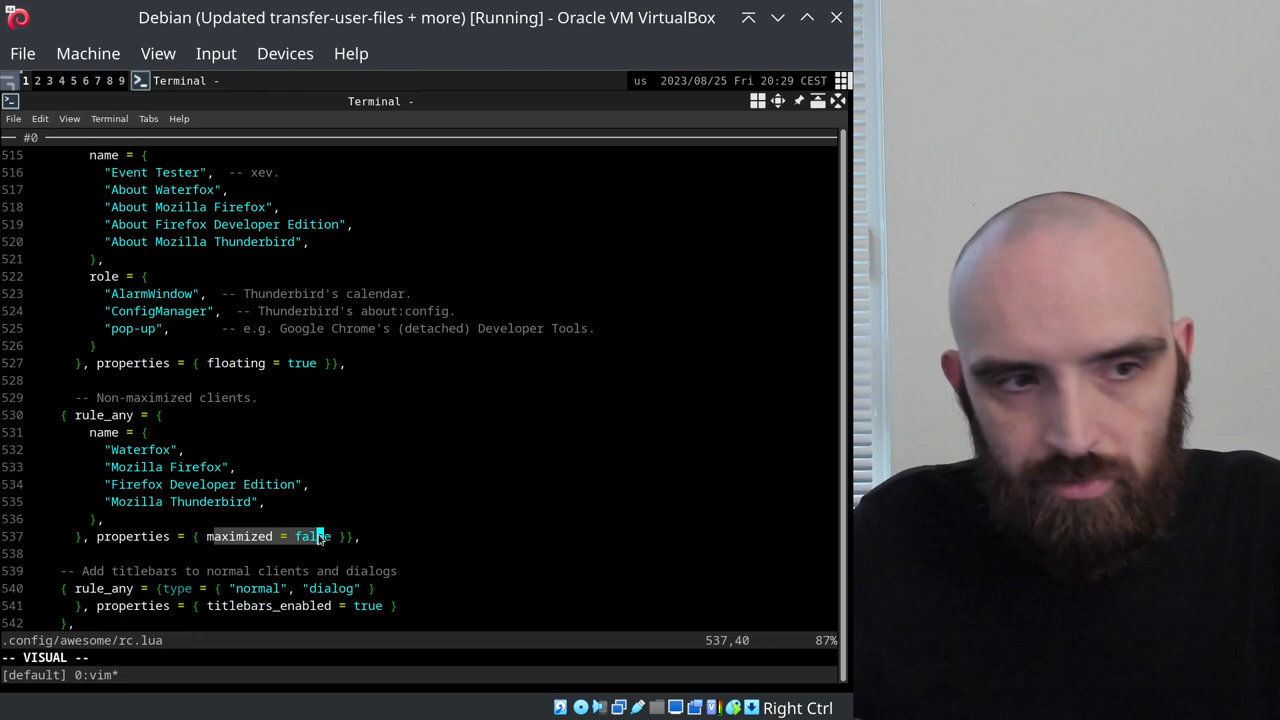 Debian (Updated transfer-user-files + more) [Running] - Oracle VM VirtualBox
File Machine View Input Devices Help
1 2 3 4 5 6 7 8 9 Terminal - us 2023/08/25 Fri 20:29 CEST
Terminal -
File Edit View Terminal Tabs Help
#0
515 name = {
516 "Event Tester", -- xev.
517 "About Waterfox",
518 "About Mozilla Firefox",
519 "About Firefox Developer Edition",
520 "About Mozilla Thunderbird",
521 },
522 role = {
523 "AlarmWindow", -- Thunderbird's calendar.
524 "ConfigManager", -- Thunderbird's about:config.
525 "pop-up", -- e.g. Google Chrome's (detached) Developer Tools.
526 }
527 }, properties = { floating = true }},
528
529 -- Non-maximized clients.
530 { rule_any = {
531 name = {
532 "Waterfox",
533 "Mozilla Firefox",
534 "Firefox Developer Edition",
535 "Mozilla Thunderbird",
536 },
537 }, properties = { maximized = false }},
538
539 -- Add titlebars to normal clients and dialogs
540 { rule_any = {type = { "normal", "dialog" }
541 }, properties = { titlebars_enabled = true }
542 },
.config/awesome/rc.lua 537,40 87%
-- VISUAL --
[default] 0:vim*
Right Ctrl